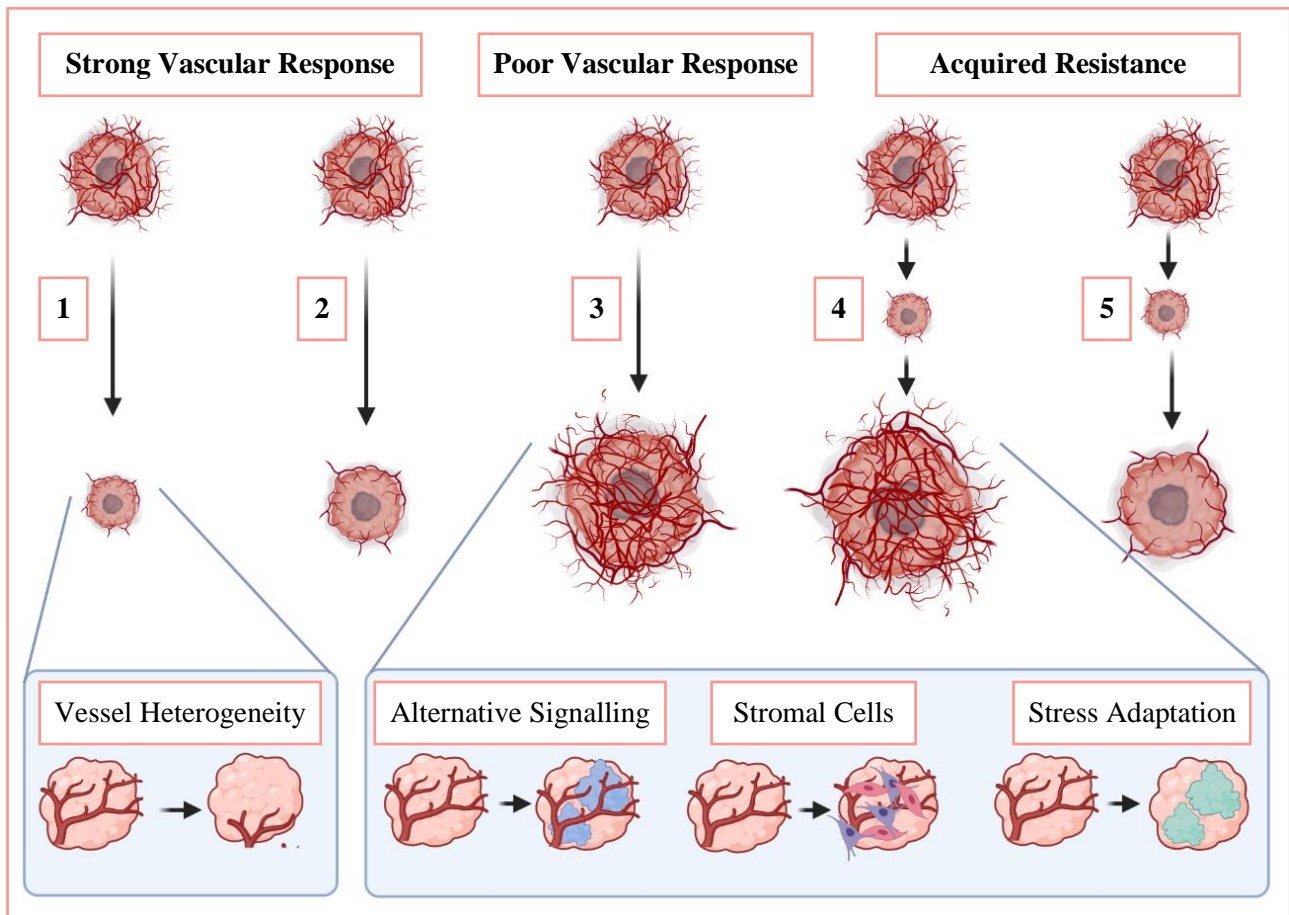 Strong Vascular Response
Poor Vascular Response
Acquired Resistance
1
2
3
4
5
Vessel Heterogeneity
Alternative Signalling
Stromal Cells
Stress Adaptation